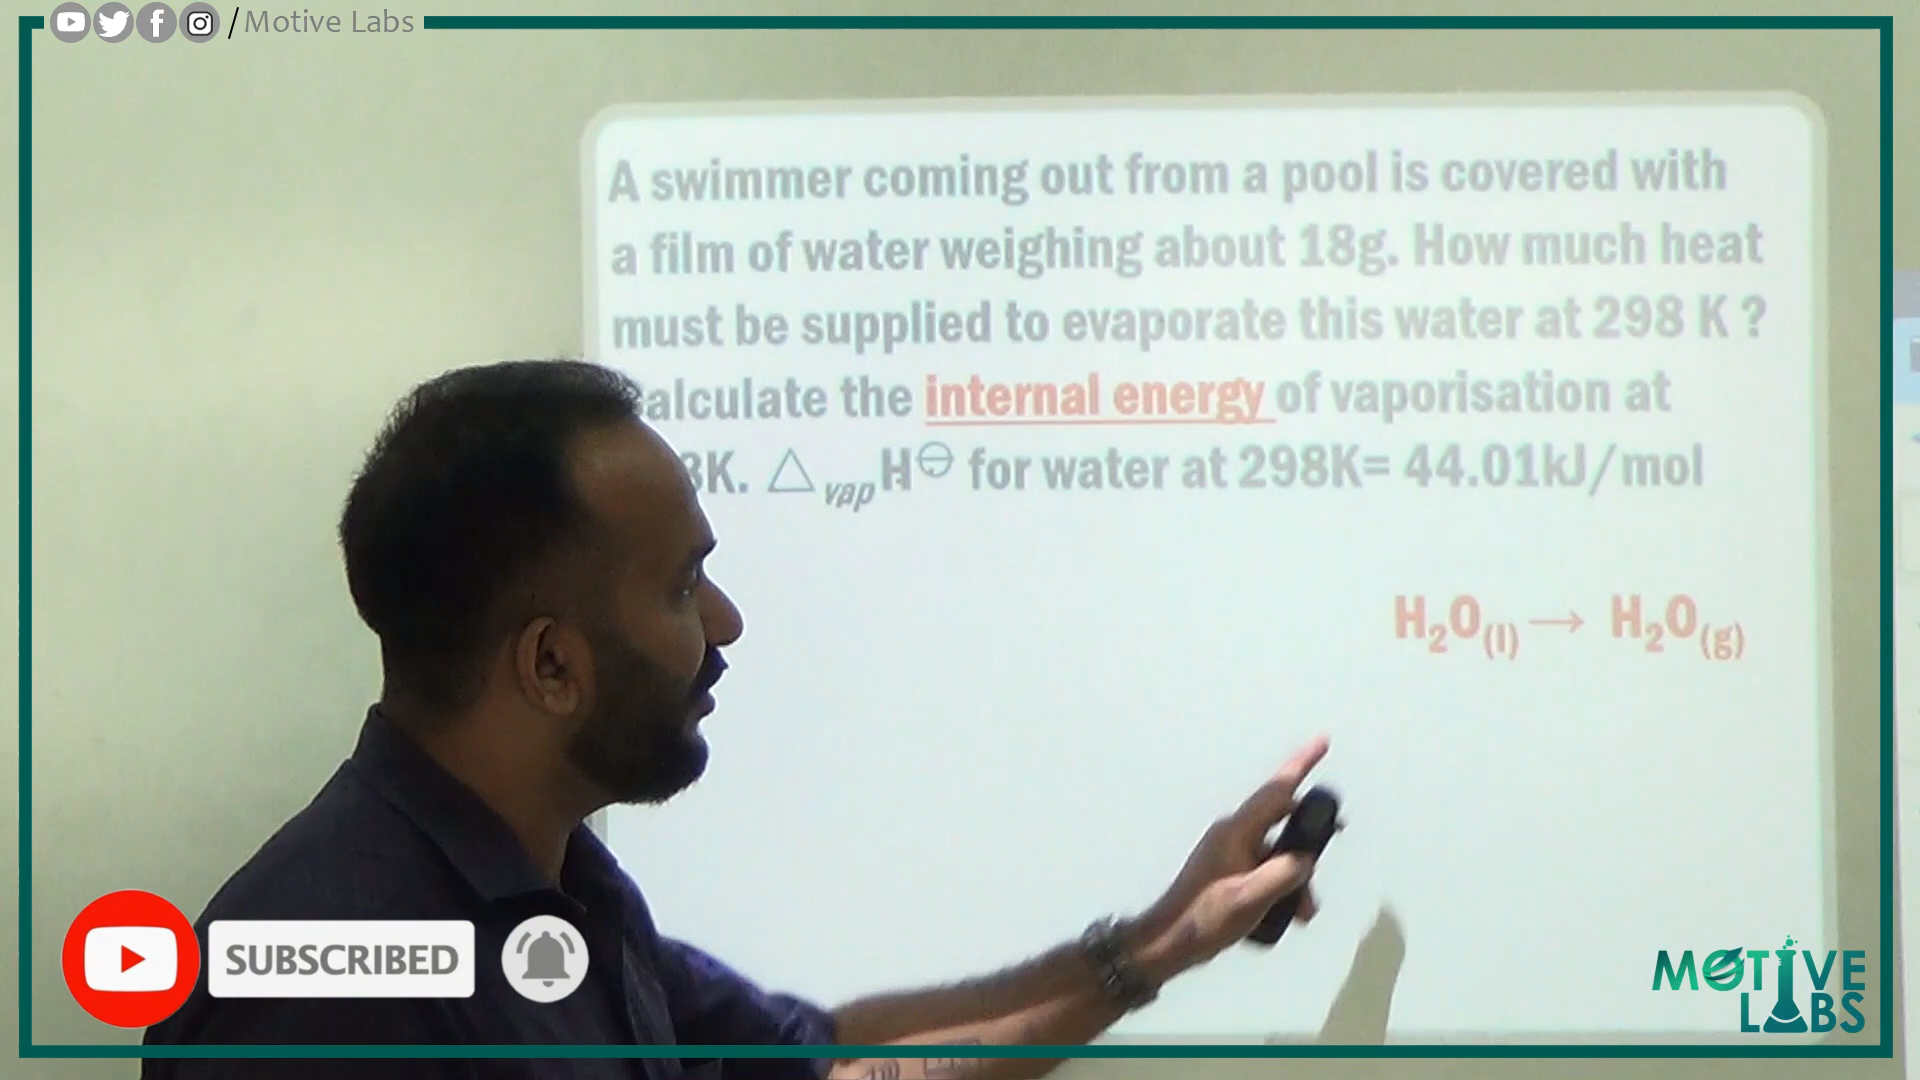 /Motive Labs
A swimmer coming out from a pool is covered with
a film of water weighing about 18g. How much heat
must be supplied to evaporate this water at 298 K ?
alculate the internal energy of vaporisation at
K. △vapH⊖ for water at 298K= 44.01kJ/mol
H₂O(l) → H₂O(g)
SUBSCRIBED
MOTIVE
LABS